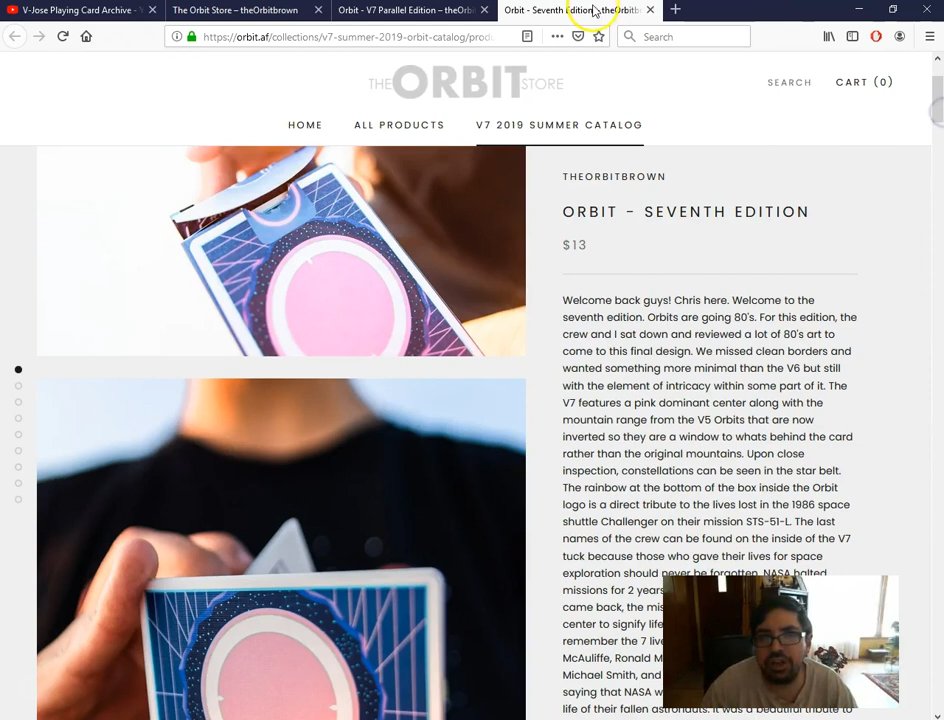 V-Jose Playing Card Archive -
The Orbit Store – theOrbitbrown
Orbit - V7 Parallel Edition – theOrbi
Orbit - Seventh Edition – theOrbitb
https://orbit.af/collections/v7-summer-2019-orbit-catalog/produ
Search
THE ORBIT STORE
SEARCH
CART (0)
HOME
ALL PRODUCTS
V7 2019 SUMMER CATALOG
THEORBITBROWN
ORBIT - SEVENTH EDITION
$13
Welcome back guys! Chris here. Welcome to the
seventh edition. Orbits are going 80's. For this edition, the
crew and I sat down and reviewed a lot of 80's art to
come to this final design. We missed clean borders and
wanted something more minimal than the V6 but still
with the element of intricacy within some part of it. The
V7 features a pink dominant center along with the
mountain range from the V5 Orbits that are now
inverted so they are a window to whats behind the card
rather than the original mountains. Upon close
inspection, constellations can be seen in the star belt.
The rainbow at the bottom of the box inside the Orbit
logo is a direct tribute to the lives lost in the 1986 space
shuttle Challenger on their mission STS-51-L. The last
names of the crew can be found on the inside of the V7
tuck because those who gave their lives for space
exploration should never be forgotten. NASA halted
missions for 2 years
came back, the mis
center to signify life
remember the 7 live
McAuliffe, Ronald M
Michael Smith, and
saying that NASA w
life of their fallen astronauts. It was a beautiful tribute to